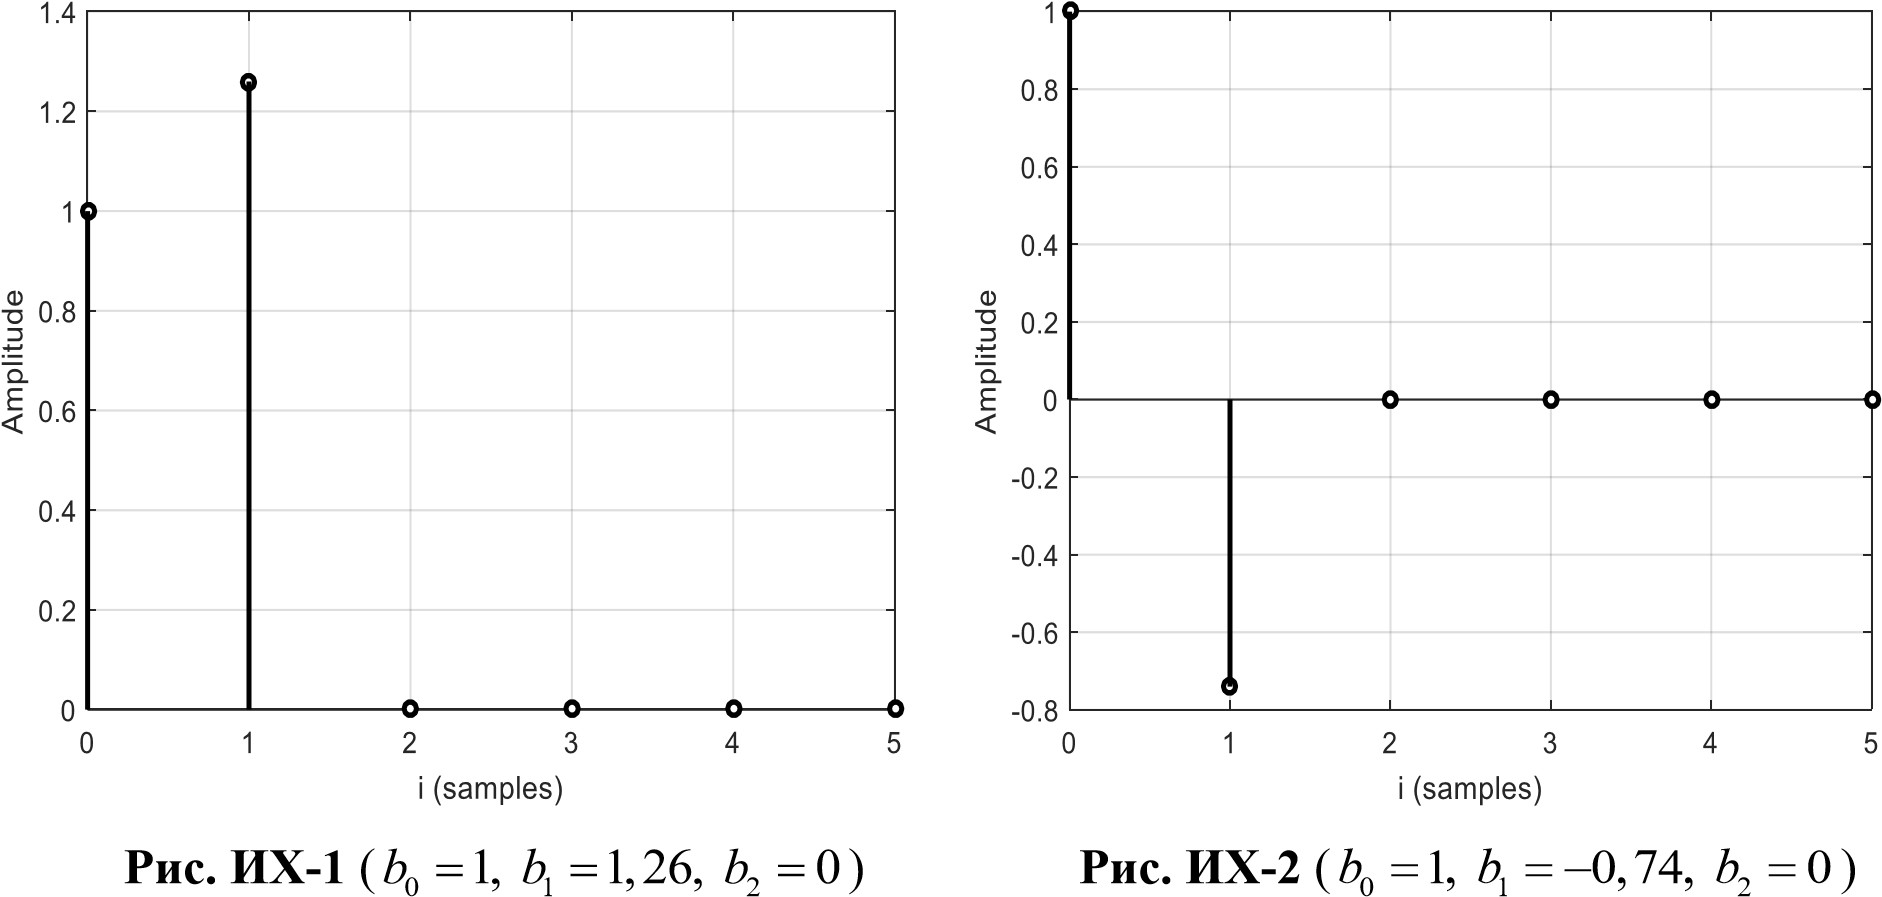 1.4
1.2
1
0.8
0.6
0.4
0.2
0
Amplitude
0 1 2 3 4 5
i (samples)
Рис. ИХ-1 (b₀ = 1, b₁ = 1,26, b₂ = 0)
1
0.8
0.6
0.4
0.2
0
-0.2
-0.4
-0.6
-0.8
Amplitude
0 1 2 3 4 5
i (samples)
Рис. ИХ-2 (b₀ = 1, b₁ = −0,74, b₂ = 0)